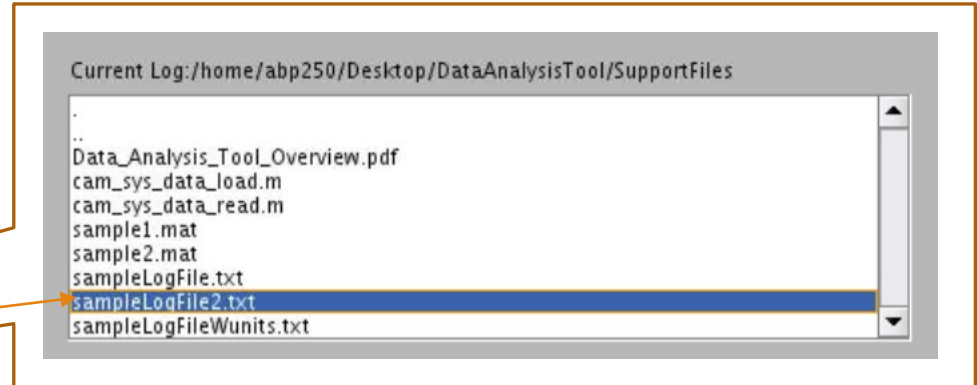 Current Log:/home/abp250/Desktop/DataAnalysisTool/SupportFiles
.
..
Data_Analysis_Tool_Overview.pdf
cam_sys_data_load.m
cam_sys_data_read.m
sample1.mat
sample2.mat
sampleLogFile.txt
sampleLogFile2.txt
sampleLogFileWunits.txt